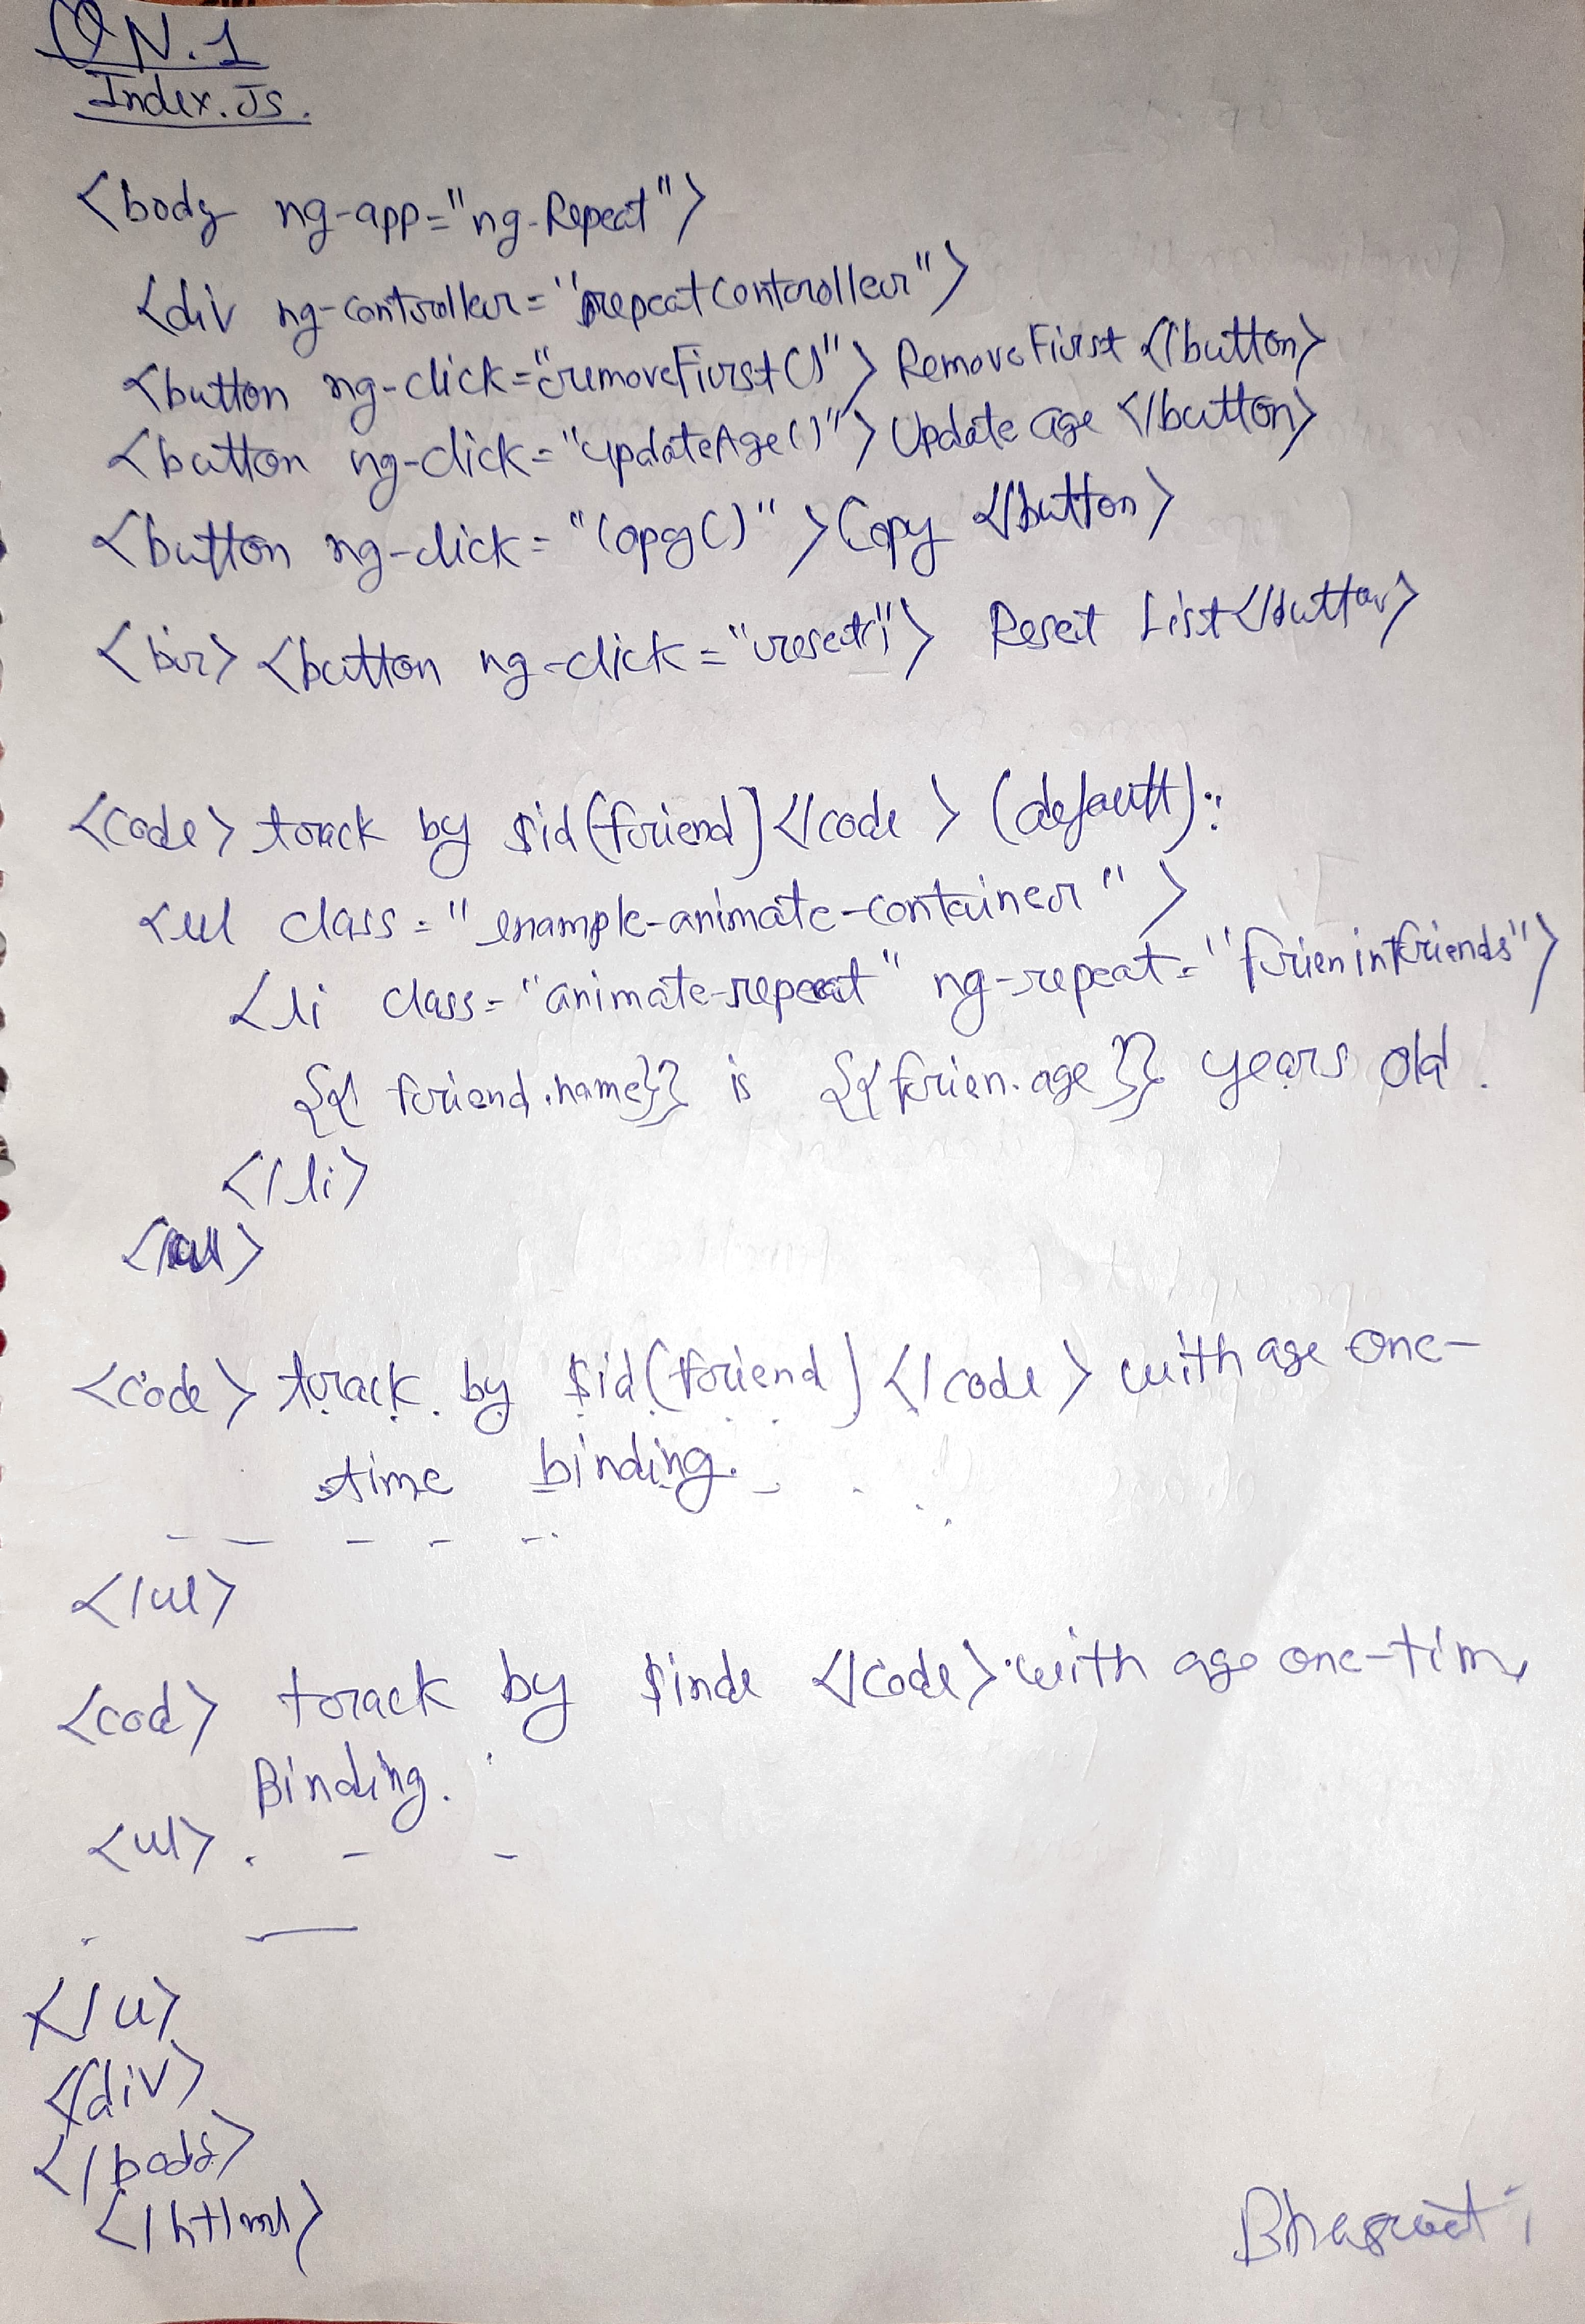 QN.1
Index.Js.
<body ng-app="ng-Repeat">
<div ng-controller="repeatController">
<button ng-click="removeFirst()"> Remove First </button>
<button ng-click="updateAge()"> Update age </button>
<button ng-click="Copy()">Copy </button>
<br> <button ng-click="reset()"> Reset List</button>
<code> track by $id(friend)</code> (default):
<ul class="example-animate-container">
<li class="animate-repeat" ng-repeat="frien in friends">
{{ friend.name}} is {{frien.age}} years old.
</li>
</ul>
<code> track by $id(friend)</code> with age one-
time binding.
</ul>
<cod> track by $inde </code> with age one-tim
Binding.
<ul>. - -
</u>
</div>
</body>
</html>